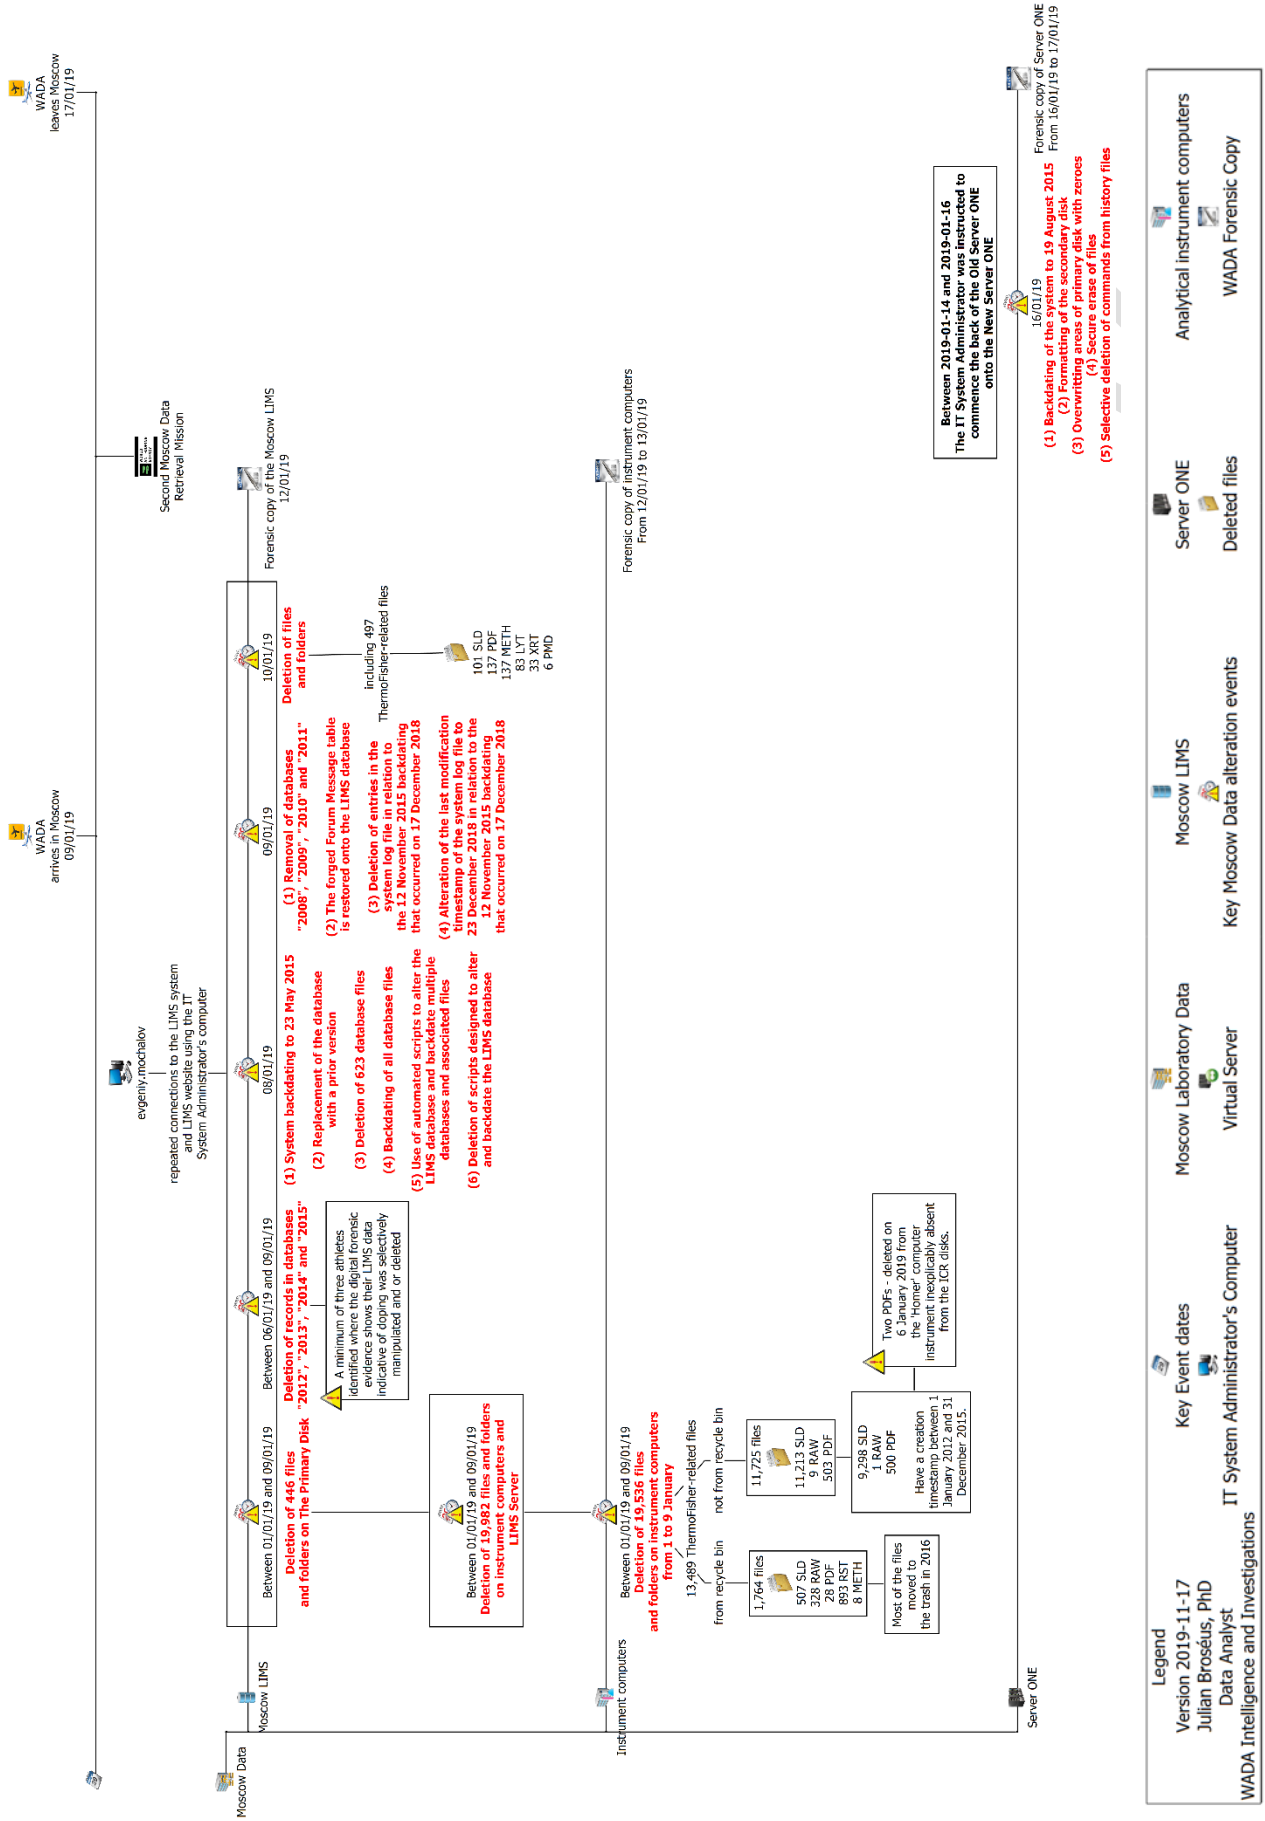 WADA
arrives in Moscow
09/01/19
WADA
leaves Moscow
17/01/19
Second Moscow Data
Retrieval Mission
evgeniy.mochalov
repeated connections to the LIMS system
and LIMS website using the IT
System Administrator's computer
Moscow Data
Moscow LIMS
Between 01/01/19 and 09/01/19
Deletion of 446 files
and folders on The Primary Disk
Between 06/01/19 and 09/01/19
Deletion of records in databases
"2012", "2013", "2014" and "2015"
A minimum of three athletes
identified where the digital forensic
evidence shows their LIMS data
indicative of doping was selectively
manipulated and or deleted
08/01/19
(1) System backdating to 23 May 2015
(2) Replacement of the database
with a prior version
(3) Deletion of 623 database files
(4) Backdating of all database files
(5) Use of automated scripts to alter the
LIMS database and backdate multiple
databases and associated files
(6) Deletion of scripts designed to alter
and backdate the LIMS database
09/01/19
(1) Removal of databases
"2008", "2009", "2010" and "2011"
(2) The forged Forum Message table
is restored onto the LIMS database
(3) Deletion of entries in the
system log file in relation to
the 12 November 2015 backdating
that occurred on 17 December 2018
(4) Alteration of the last modification
timestamp of the system log file to
23 December 2018 in relation to the
12 November 2015 backdating
that occurred on 17 December 2018
10/01/19
Deletion of files
and folders
including 497
ThermoFisher-related files
101 SLD
137 PDF
137 METH
83 LYT
33 XRT
6 PMD
Forensic copy of the Moscow LIMS
12/01/19
Between 01/01/19 and 09/01/19
Deletion of 19,982 files and folders
on instrument computers and
LIMS Server
Instrument computers
Between 01/01/19 and 09/01/19
Deletion of 19,536 files
and folders on instrument computers
from 1 to 9 January
13,489 ThermoFisher-related files
from recycle bin
not from recycle bin
1,764 files
507 SLD
328 RAW
28 PDF
893 RST
8 METH
Most of the files
moved to
the trash in 2016
11,725 files
11,213 SLD
9 RAW
503 PDF
9,298 SLD
1 RAW
500 PDF
Have a creation
timestamp between 1
January 2012 and 31
December 2015.
Two PDFs - deleted on
6 January 2019 from
the 'Homer' computer
instrument inexplicably absent
from the ICR disks.
Forensic copy of instrument computers
From 12/01/19 to 13/01/19
Server ONE
Between 2019-01-14 and 2019-01-16
The IT System Administrator was instructed to
commence the back of the Old Server ONE
onto the New Server ONE
16/01/19
(1) Backdating of the system to 19 August 2015
(2) Formatting of the secondary disk
(3) Overwritting areas of primary disk with zeroes
(4) Secure erase of files
(5) Selective deletion of commands from history files
Forensic copy of Server ONE
From 16/01/19 to 17/01/19
Legend
Version 2019-11-17
Julian Broséus, PhD
Data Analyst
WADA Intelligence and Investigations
Key Event dates
Moscow Laboratory Data
Moscow LIMS
Server ONE
Analytical instrument computers
IT System Administrator's Computer
Virtual Server
Key Moscow Data alteration events
Deleted files
WADA Forensic Copy